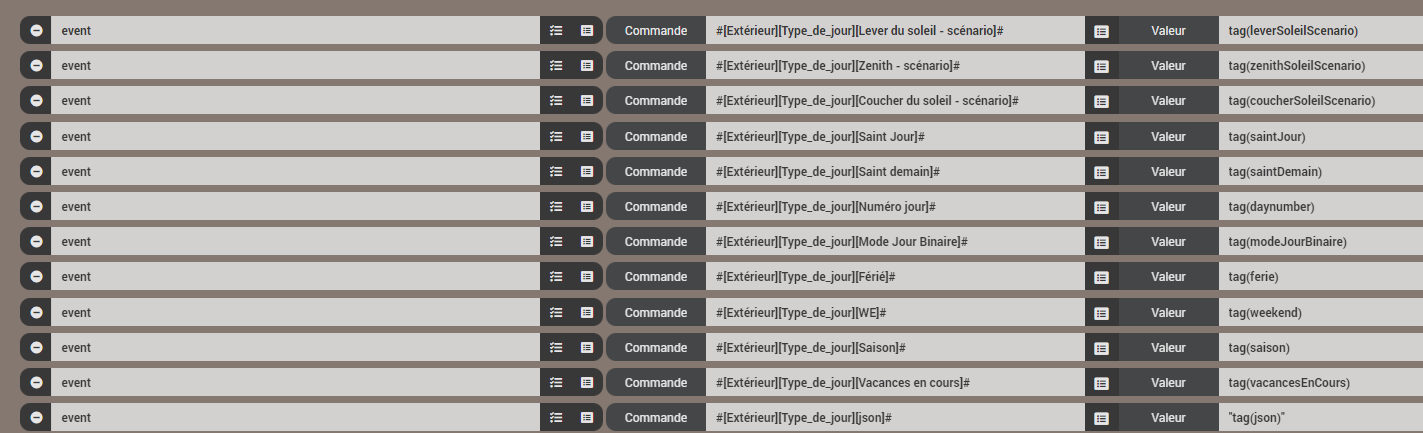 event Commande #[Extérieur][Type_de_jour][Lever du soleil - scénario]# Valeur tag(leverSoleilScenario)
event Commande #[Extérieur][Type_de_jour][Zenith - scénario]# Valeur tag(zenithSoleilScenario)
event Commande #[Extérieur][Type_de_jour][Coucher du soleil - scénario]# Valeur tag(coucherSoleilScenario)
event Commande #[Extérieur][Type_de_jour][Saint Jour]# Valeur tag(saintJour)
event Commande #[Extérieur][Type_de_jour][Saint demain]# Valeur tag(saintDemain)
event Commande #[Extérieur][Type_de_jour][Numéro jour]# Valeur tag(daynumber)
event Commande #[Extérieur][Type_de_jour][Mode Jour Binaire]# Valeur tag(modeJourBinaire)
event Commande #[Extérieur][Type_de_jour][Férié]# Valeur tag(ferie)
event Commande #[Extérieur][Type_de_jour][WE]# Valeur tag(weekend)
event Commande #[Extérieur][Type_de_jour][Saison]# Valeur tag(saison)
event Commande #[Extérieur][Type_de_jour][Vacances en cours]# Valeur tag(vacancesEnCours)
event Commande #[Extérieur][Type_de_jour][json]# Valeur "tag(json)"